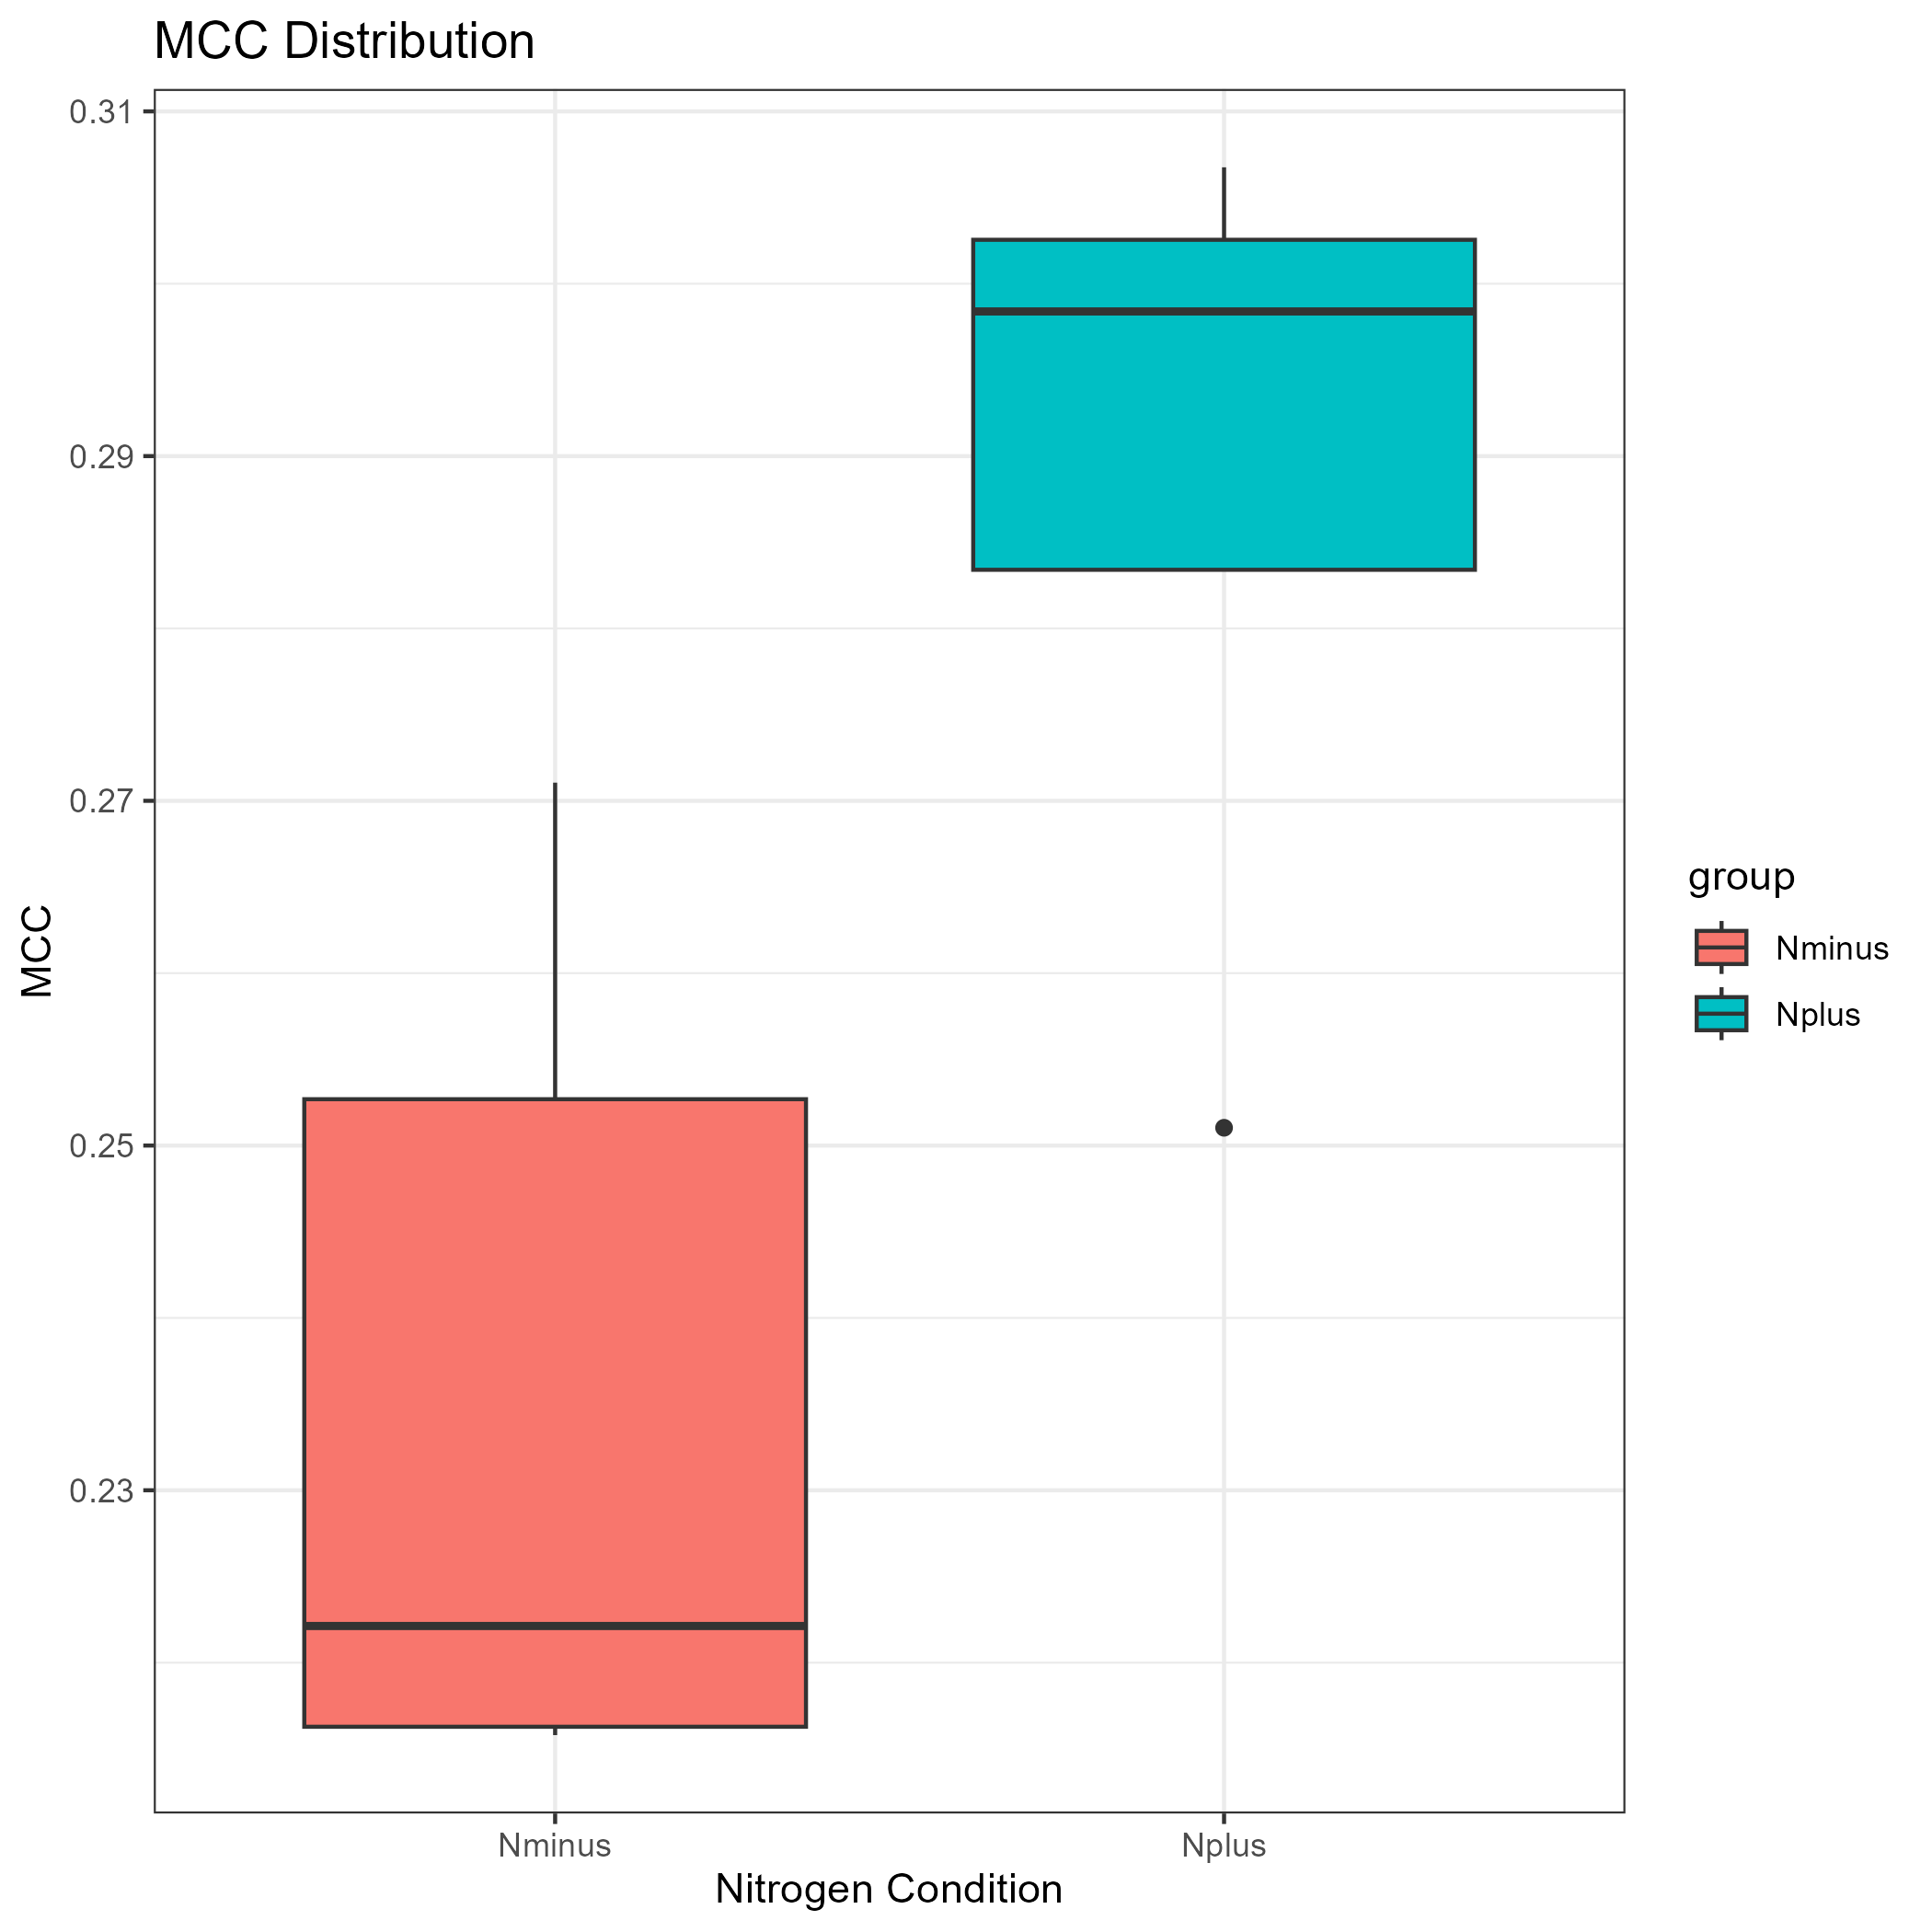 MCC Distribution
0.31
0.29
0.27
0.25
0.23
MCC
Nminus
Nplus
Nitrogen Condition
group
Nminus
Nplus